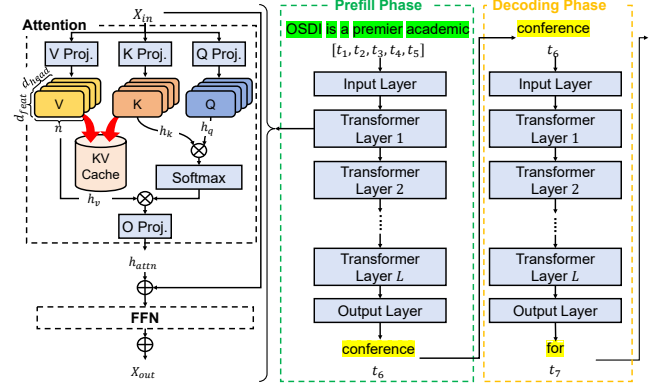 X_in
Attention
V Proj.
K Proj.
Q Proj.
d_head
d_feat
V
K
Q
n
h_k
h_q
KV
Cache
Softmax
h_v
O Proj.
h_attn
FFN
X_out
Prefill Phase
OSDI is a premier academic
[t_1, t_2, t_3, t_4, t_5]
Input Layer
Transformer
Layer 1
Transformer
Layer 2
Transformer
Layer L
Output Layer
conference
t_6
Decoding Phase
conference
t_6
Input Layer
Transformer
Layer 1
Transformer
Layer 2
Transformer
Layer L
Output Layer
for
t_7